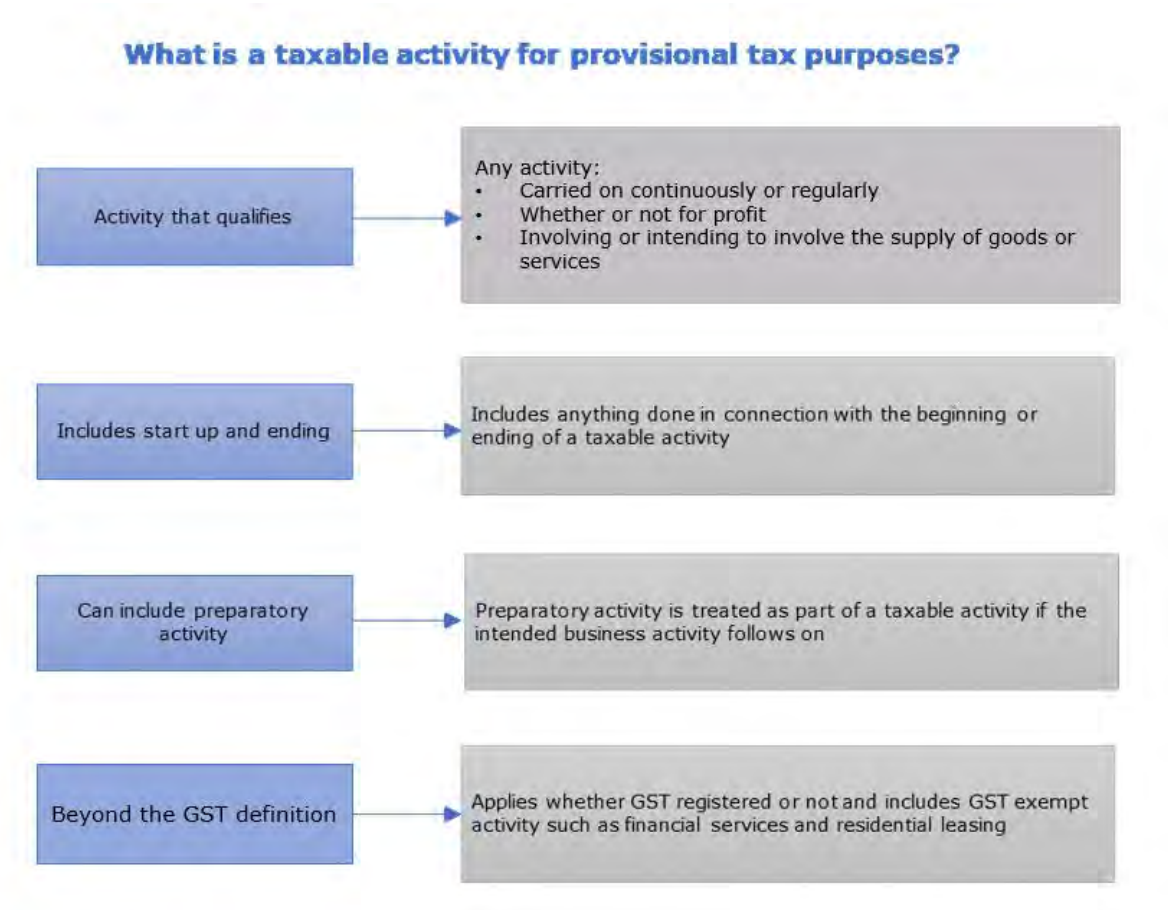 What is a taxable activity for provisional tax purposes?
Activity that qualifies
Any activity:
• Carried on continuously or regularly
• Whether or not for profit
• Involving or intending to involve the supply of goods or
services
Includes start up and ending
Includes anything done in connection with the beginning or
ending of a taxable activity
Can include preparatory
activity
Preparatory activity is treated as part of a taxable activity if the
intended business activity follows on
Beyond the GST definition
Applies whether GST registered or not and includes GST exempt
activity such as financial services and residential leasing